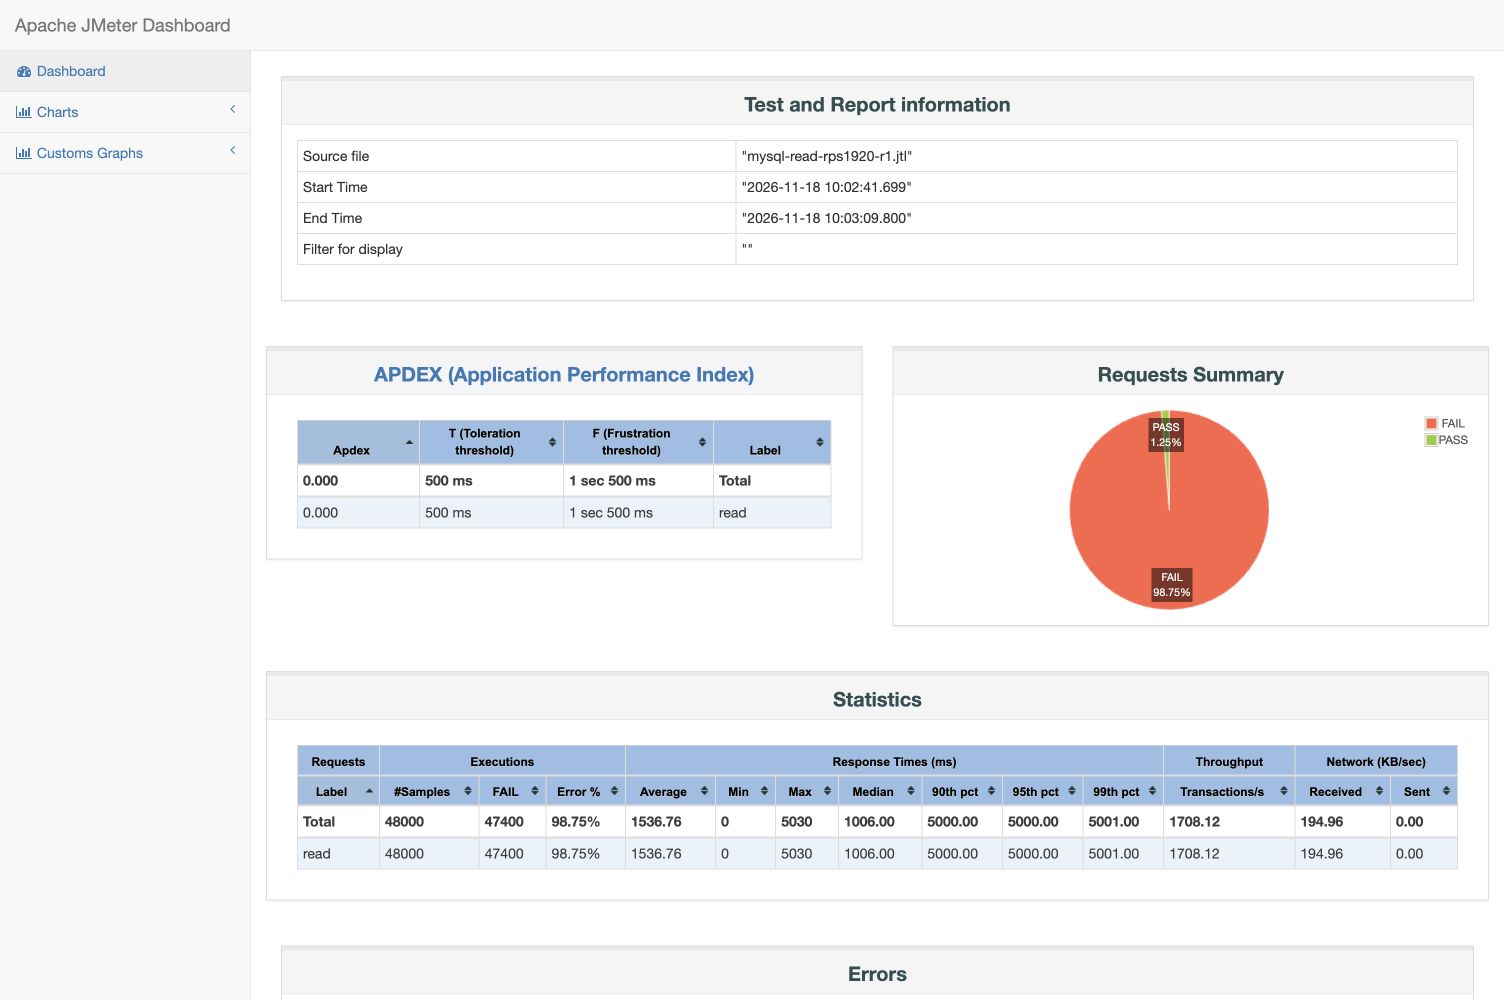 Apache JMeter Dashboard
Dashboard
Charts
Customs Graphs
Test and Report information
Source file "mysql-read-rps1920-r1.jtl"
Start Time "2026-11-18 10:02:41.699"
End Time "2026-11-18 10:03:09.800"
Filter for display ""
APDEX (Application Performance Index)
Apdex T (Toleration threshold) F (Frustration threshold) Label
0.000 500 ms 1 sec 500 ms Total
0.000 500 ms 1 sec 500 ms read
Requests Summary
FAIL
PASS
PASS
1.25%
FAIL
98.75%
Statistics
Requests Executions Response Times (ms) Throughput Network (KB/sec)
Label #Samples FAIL Error % Average Min Max Median 90th pct 95th pct 99th pct Transactions/s Received Sent
Total 48000 47400 98.75% 1536.76 0 5030 1006.00 5000.00 5000.00 5001.00 1708.12 194.96 0.00
read 48000 47400 98.75% 1536.76 0 5030 1006.00 5000.00 5000.00 5001.00 1708.12 194.96 0.00
Errors